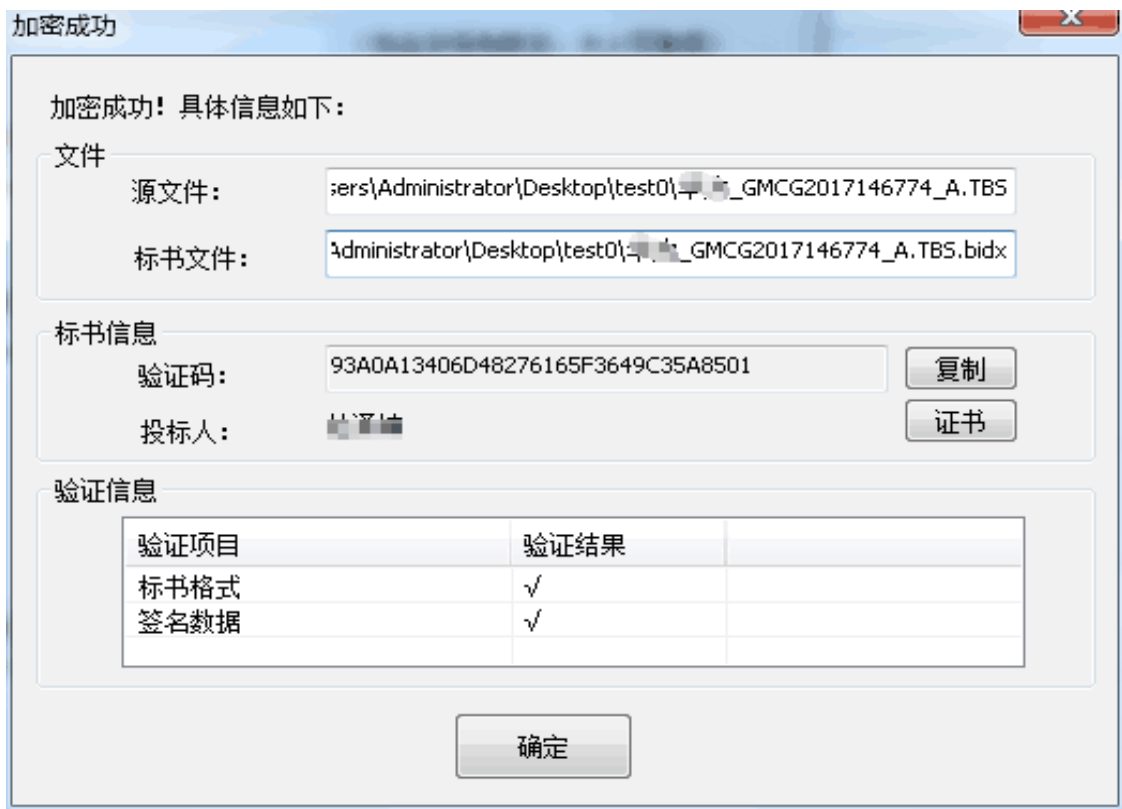 加密成功
加密成功！具体信息如下：
文件
源文件： sers\Administrator\Desktop\test0\_GMCG2017146774_A.TBS
标书文件： Administrator\Desktop\test0\_GMCG2017146774_A.TBS.bidx
标书信息
验证码： 93A0A13406D48276165F3649C35A8501 复制
投标人： 证书
验证信息
验证项目 验证结果
标书格式 √
签名数据 √
确定